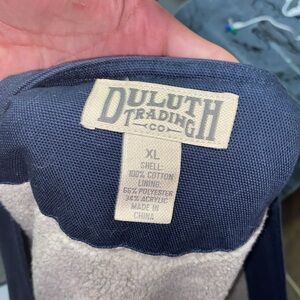 DULUTH
TRADING
CO
XL
SHELL:
100% COTTON
LINING:
66% POLYESTER
34% ACRYLIC
MADE IN
CHINA